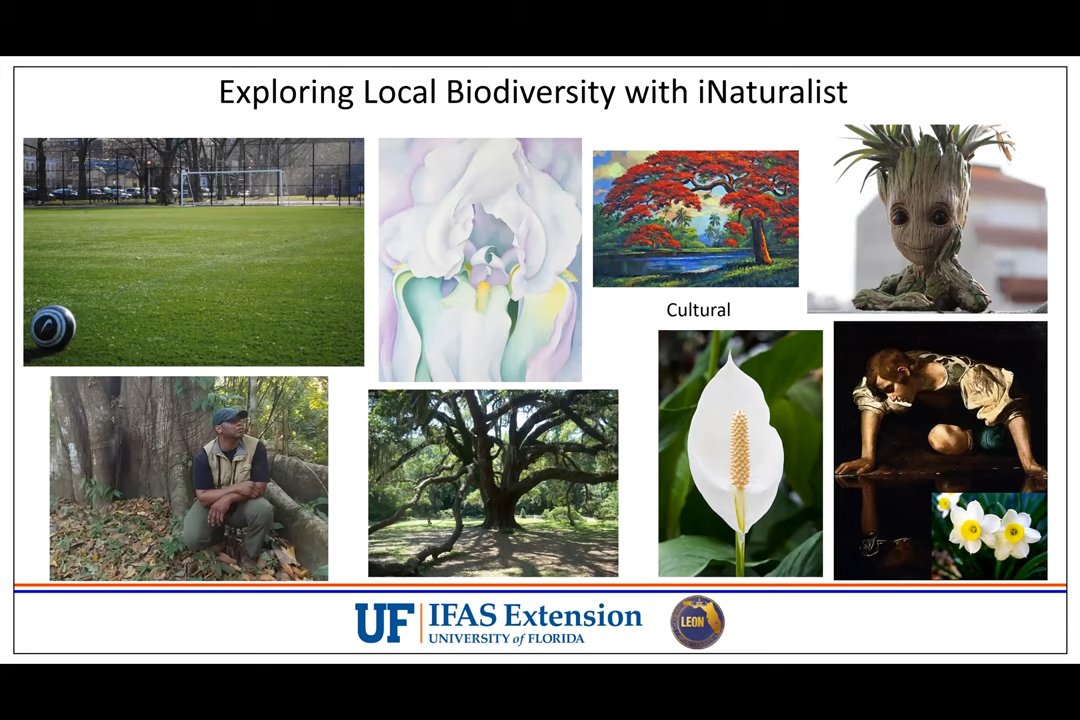 Exploring Local Biodiversity with iNaturalist
Cultural
UF IFAS Extension
UNIVERSITY of FLORIDA
LEON